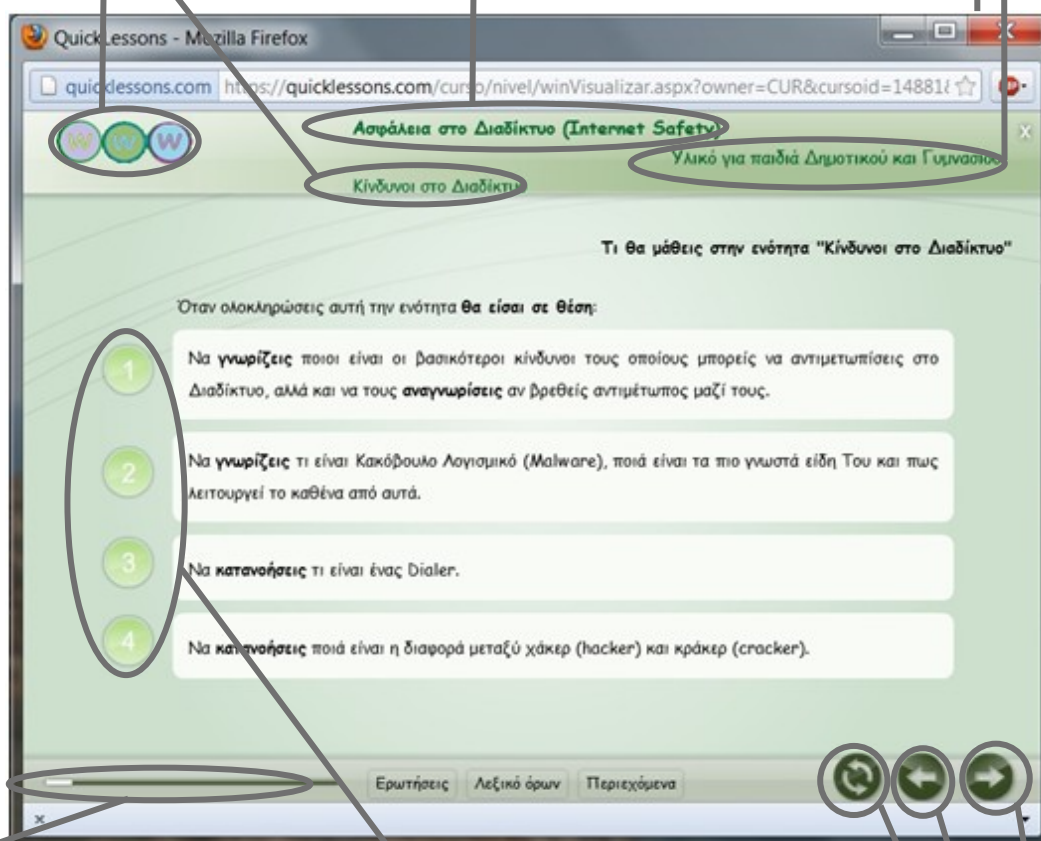 QuickLessons - Mozilla Firefox
quicklessons.com https://quicklessons.com/curso/nivel/winVisualizar.aspx?owner=CUR&cursoid=14881
W W W
Ασφάλεια στο Διαδίκτυο (Internet Safety)
Υλικό για παιδιά Δημοτικού και Γυμνασίου
x
Κίνδυνοι στο Διαδίκτυο
Τι θα μάθεις στην ενότητα "Κίνδυνοι στο Διαδίκτυο"
Όταν ολοκληρώσεις αυτή την ενότητα θα είσαι σε θέση:
1 Να γνωρίζεις ποιοι είναι οι βασικότεροι κίνδυνοι τους οποίους μπορείς να αντιμετωπίσεις στο
Διαδίκτυο, αλλά και να τους αναγνωρίσεις αν βρεθείς αντιμέτωπος μαζί τους.
2 Να γνωρίζεις τι είναι Κακόβουλο Λογισμικό (Malware), ποιά είναι τα πιο γνωστά είδη Του και πως
λειτουργεί το καθένα από αυτά.
3 Να κατανοήσεις τι είναι ένας Dialer.
4 Να κατανοήσεις ποιά είναι η διαφορά μεταξύ χάκερ (hacker) και κράκερ (cracker).
Ερωτήσεις Λεξικό όρων Περιεχόμενα
x